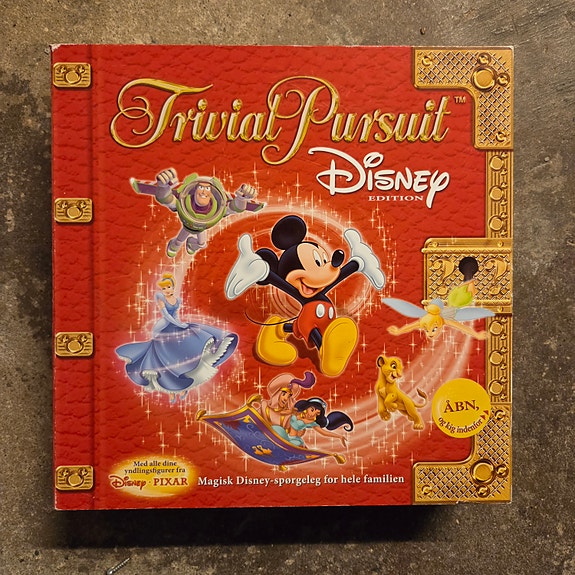 Trivial Pursuit™
Disney
EDITION
ÅBN,
og kig indenfor
Med alle dine
yndlingsfigurer fra
Disney · PIXAR
Magisk Disney-spørgeleg for hele familien